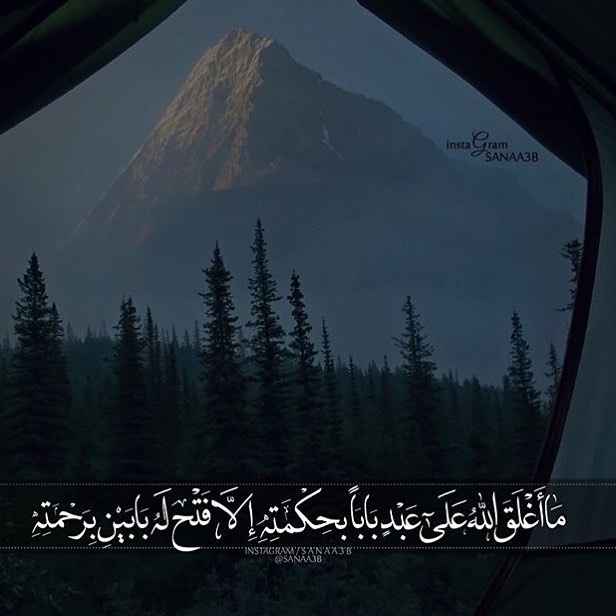 instaGram
SANAA3B
مَا أَغْلَقَ اللهُ عَلَى عَبْدٍ بَاباً بِحِكْمَتِهِ إِلَّا فَتَحَ لَهُ بَابَيْنِ بِرَحْمَتِهِ
INSTAGRAM / S A N A A 3 B
@SANAA3B